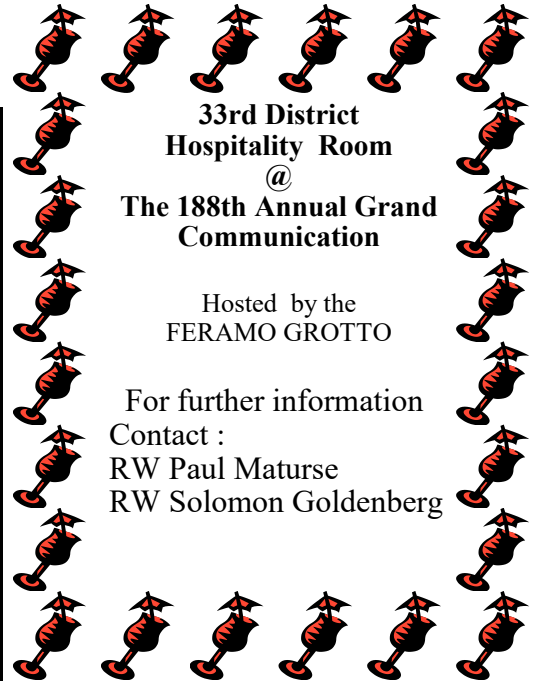 33rd District
Hospitality Room
@
The 188th Annual Grand
Communication
Hosted by the
FERAMO GROTTO
For further information
Contact :
RW Paul Maturse
RW Solomon Goldenberg